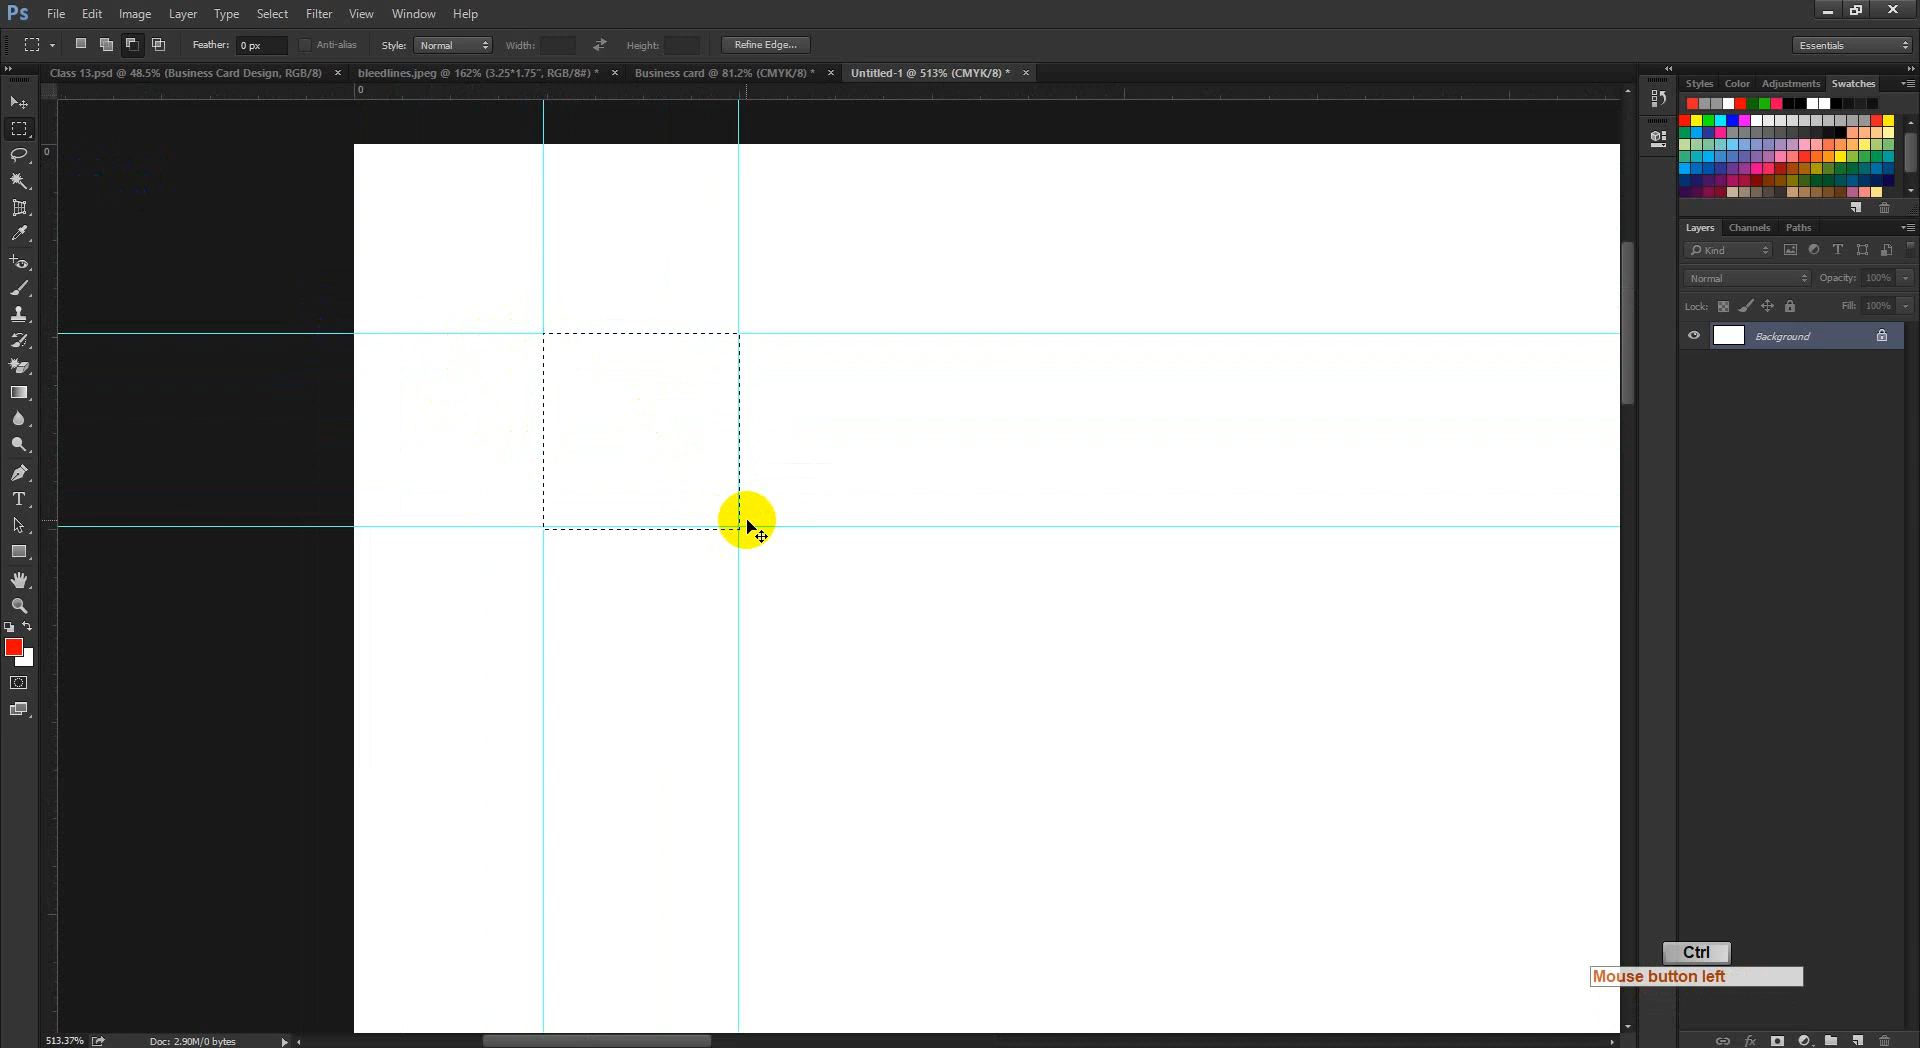 Ps File Edit Image Layer Type Select Filter View Window Help
Feather: 0 px Anti-alias Style: Normal Width: Height: Refine Edge... Essentials
Class 13.psd @ 48.5% (Business Card Design, RGB/8) × bleedlines.jpeg @ 162% (3.25*1.75", RGB/8#) * × Business card @ 81.2% (CMYK/8) * × Untitled-1 @ 513% (CMYK/8) * ×
Styles Color Adjustments Swatches
0
0
Layers Channels Paths
Kind T
Normal Opacity: 100%
Lock: Fill: 100%
Background
T
Ctrl
Mouse button left
513.37% Doc: 2.90M/0 bytes
fx